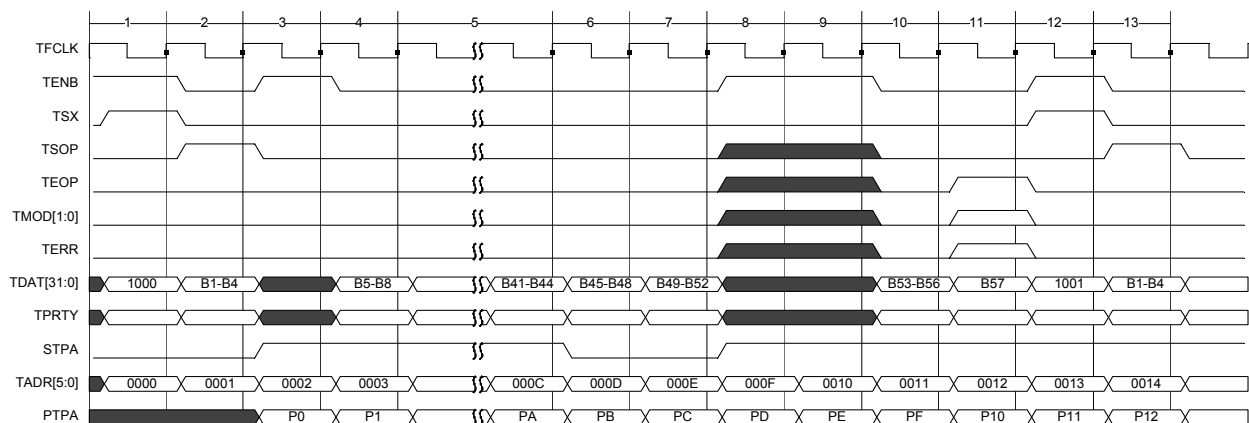 1 2 3 4 5 6 7 8 9 10 11 12 13
TFCLK
TENB
TSX
TSOP
TEOP
TMOD[1:0]
TERR
TDAT[31:0] 1000 B1-B4 B5-B8 B41-B44 B45-B48 B49-B52 B53-B56 B57 1001 B1-B4
TPRTY
STPA
TADR[5:0] 0000 0001 0002 0003 000C 000D 000E 000F 0010 0011 0012 0013 0014
PTPA P0 P1 PA PB PC PD PE PF P10 P11 P12